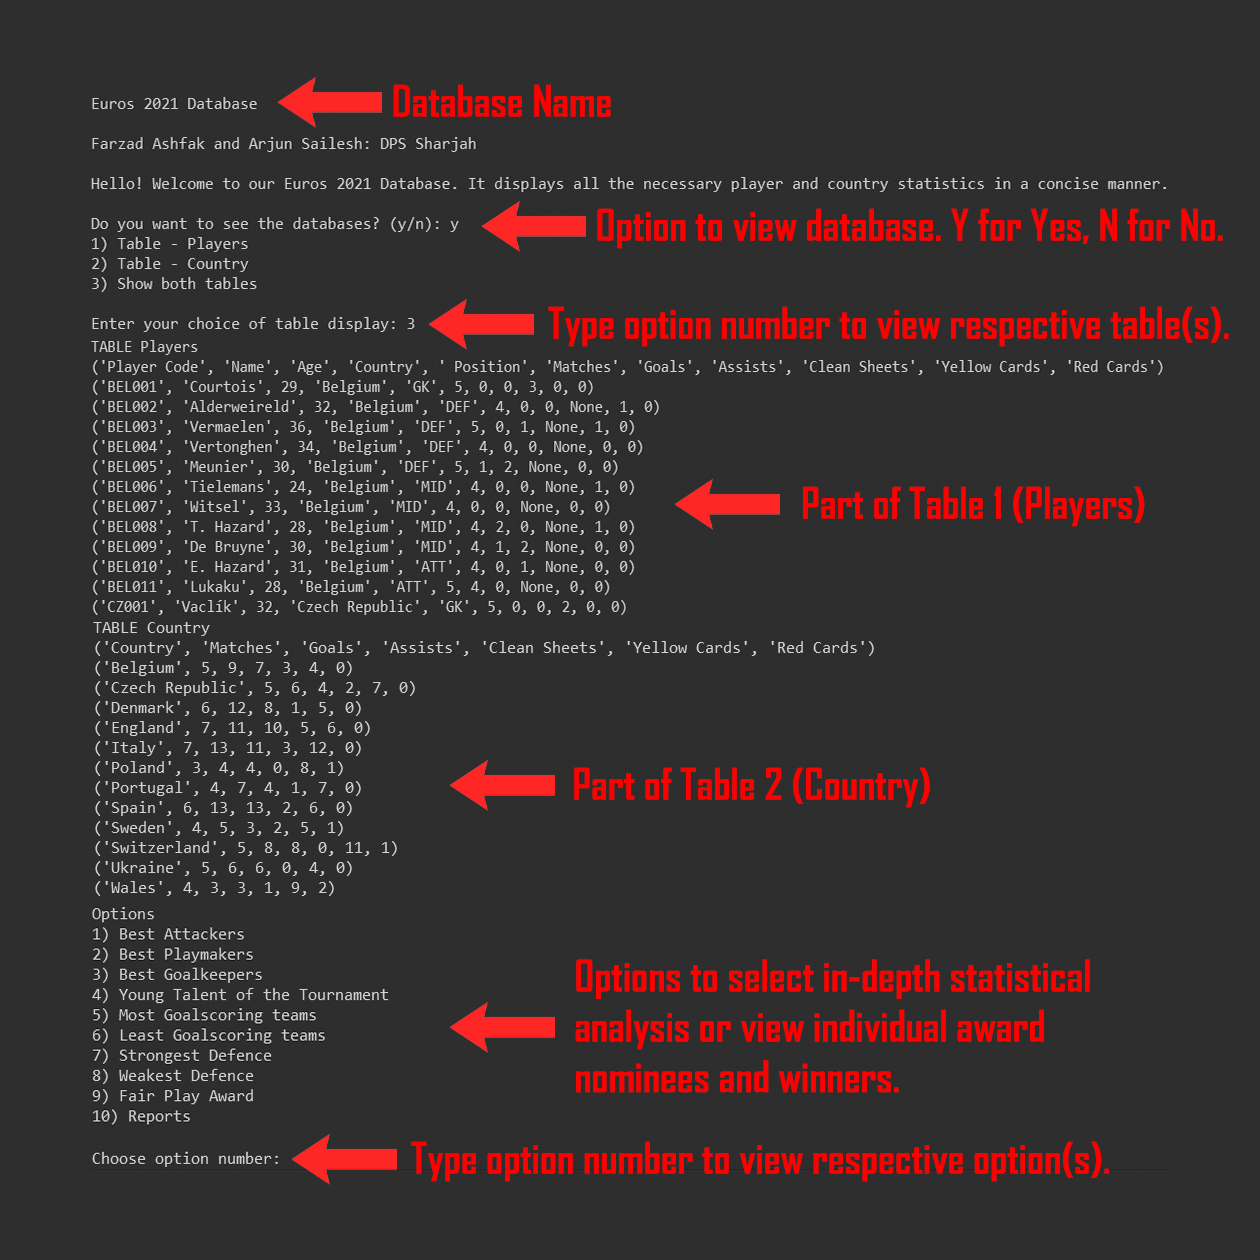 Euros 2021 Database
Database Name
Farzad Ashfak and Arjun Sailesh: DPS Sharjah
Hello! Welcome to our Euros 2021 Database. It displays all the necessary player and country statistics in a concise manner.
Do you want to see the databases? (y/n): y
Option to view database. Y for Yes, N for No.
1) Table - Players
2) Table - Country
3) Show both tables
Enter your choice of table display: 3
Type option number to view respective table(s).
TABLE Players
('Player Code', 'Name', 'Age', 'Country', ' Position', 'Matches', 'Goals', 'Assists', 'Clean Sheets', 'Yellow Cards', 'Red Cards')
('BEL001', 'Courtois', 29, 'Belgium', 'GK', 5, 0, 0, 3, 0, 0)
('BEL002', 'Alderweireld', 32, 'Belgium', 'DEF', 4, 0, 0, None, 1, 0)
('BEL003', 'Vermaelen', 36, 'Belgium', 'DEF', 5, 0, 1, None, 1, 0)
('BEL004', 'Vertonghen', 34, 'Belgium', 'DEF', 4, 0, 0, None, 0, 0)
('BEL005', 'Meunier', 30, 'Belgium', 'DEF', 5, 1, 2, None, 0, 0)
('BEL006', 'Tielemans', 24, 'Belgium', 'MID', 4, 0, 0, None, 1, 0)
('BEL007', 'Witsel', 33, 'Belgium', 'MID', 4, 0, 0, None, 0, 0)
('BEL008', 'T. Hazard', 28, 'Belgium', 'MID', 4, 2, 0, None, 1, 0)
('BEL009', 'De Bruyne', 30, 'Belgium', 'MID', 4, 1, 2, None, 0, 0)
('BEL010', 'E. Hazard', 31, 'Belgium', 'ATT', 4, 0, 1, None, 0, 0)
('BEL011', 'Lukaku', 28, 'Belgium', 'ATT', 5, 4, 0, None, 0, 0)
('CZ001', 'Vaclík', 32, 'Czech Republic', 'GK', 5, 0, 0, 2, 0, 0)
Part of Table 1 (Players)
TABLE Country
('Country', 'Matches', 'Goals', 'Assists', 'Clean Sheets', 'Yellow Cards', 'Red Cards')
('Belgium', 5, 9, 7, 3, 4, 0)
('Czech Republic', 5, 6, 4, 2, 7, 0)
('Denmark', 6, 12, 8, 1, 5, 0)
('England', 7, 11, 10, 5, 6, 0)
('Italy', 7, 13, 11, 3, 12, 0)
('Poland', 3, 4, 4, 0, 8, 1)
('Portugal', 4, 7, 4, 1, 7, 0)
('Spain', 6, 13, 13, 2, 6, 0)
('Sweden', 4, 5, 3, 2, 5, 1)
('Switzerland', 5, 8, 8, 0, 11, 1)
('Ukraine', 5, 6, 6, 0, 4, 0)
('Wales', 4, 3, 3, 1, 9, 2)
Part of Table 2 (Country)
Options
1) Best Attackers
2) Best Playmakers
3) Best Goalkeepers
4) Young Talent of the Tournament
5) Most Goalscoring teams
6) Least Goalscoring teams
7) Strongest Defence
8) Weakest Defence
9) Fair Play Award
10) Reports
Options to select in-depth statistical
analysis or view individual award
nominees and winners.
Choose option number:
Type option number to view respective option(s).